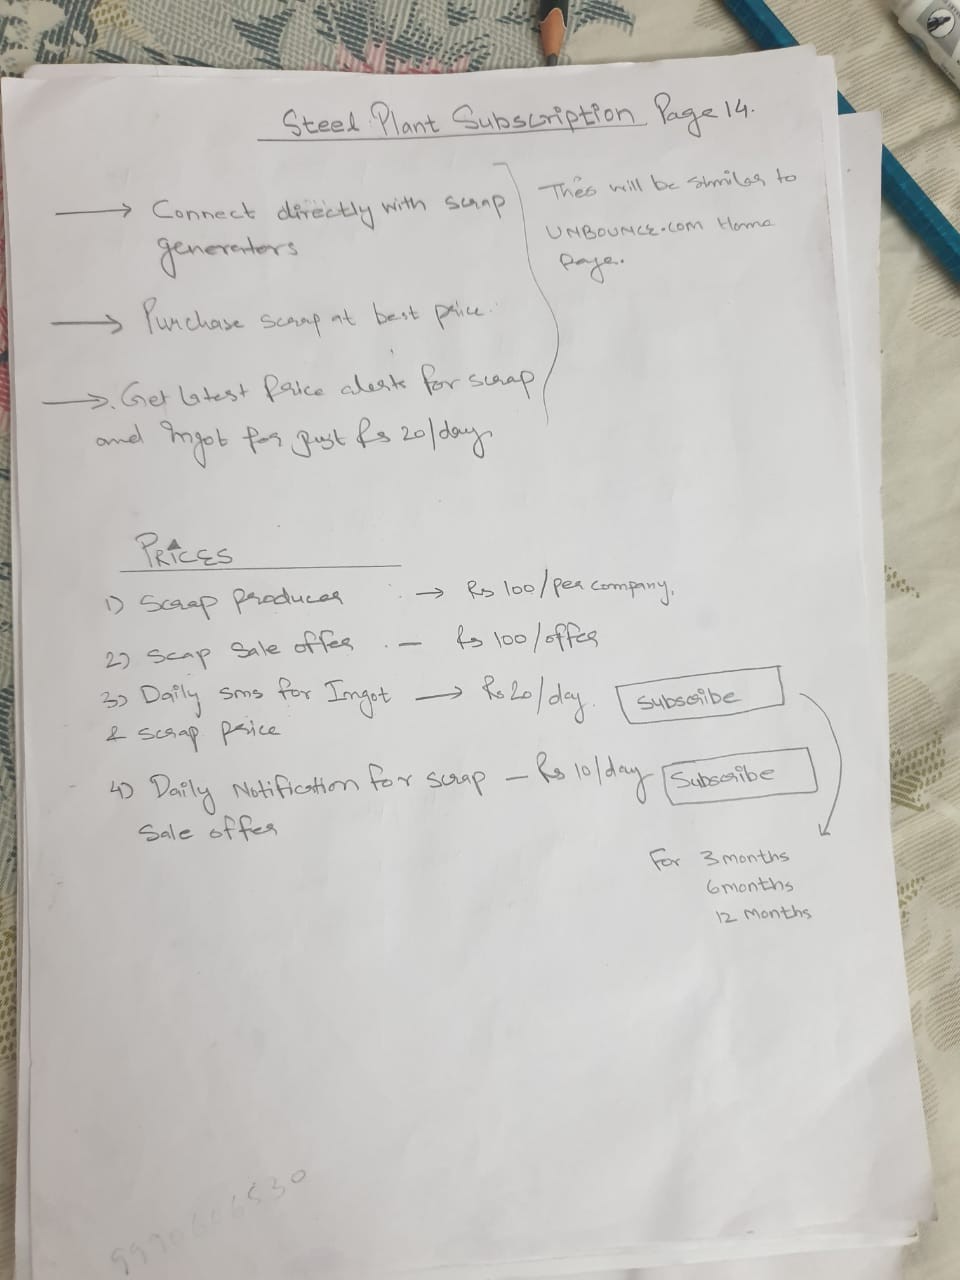 Steel Plant Subscription Page 14.
→ Connect directly with scrap
generators
→ Purchase scrap at best price.
→ Get latest Price alerts for scrap
and Ingot for Just Rs 20/day
This will be similar to
UNBOUNCE.COM Home
Page.
PRICES
1) Scrap producer → Rs 100/per company.
2) Scap Sale offer - Rs 100/offer
3) Daily sms for Ingot → Rs 20/day. Subscribe
& scrap price
4) Daily Notification for scrap - Rs 10/day Subscribe
Sale offer
For 3 months
6 months
12 Months